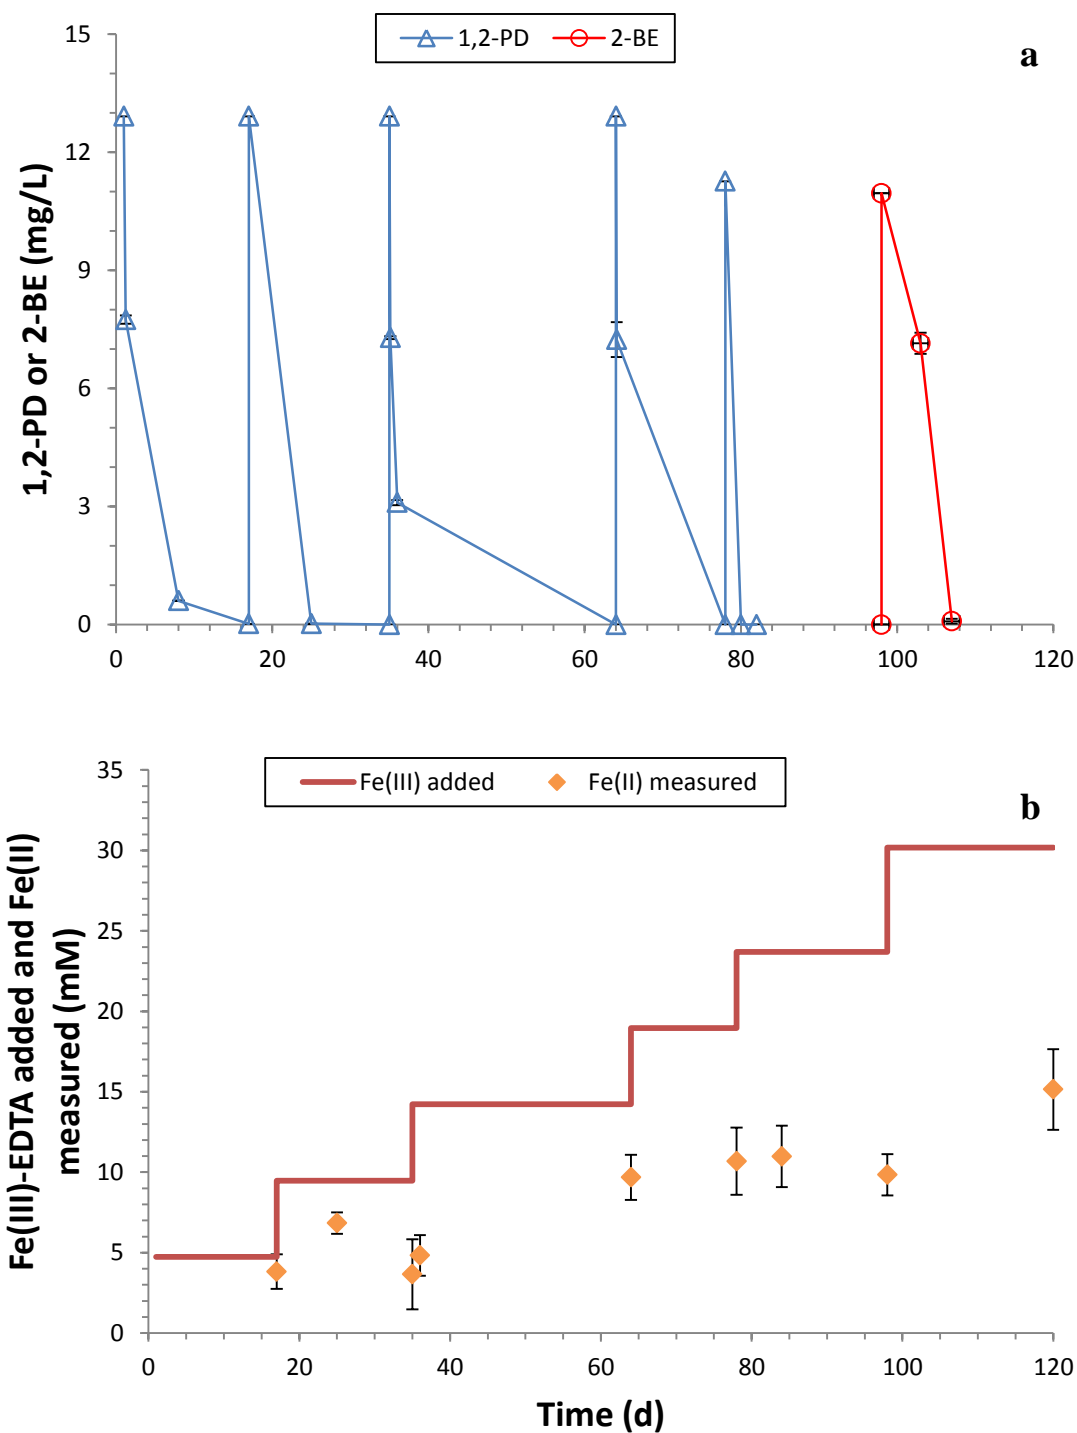 1,2-PD 2-BE
a
1,2-PD or 2-BE (mg/L)
15
12
9
6
3
0
0 20 40 60 80 100 120
Fe(III) added Fe(II) measured
b
Fe(III)-EDTA added and Fe(II)
measured (mM)
35
30
25
20
15
10
5
0
0 20 40 60 80 100 120
Time (d)